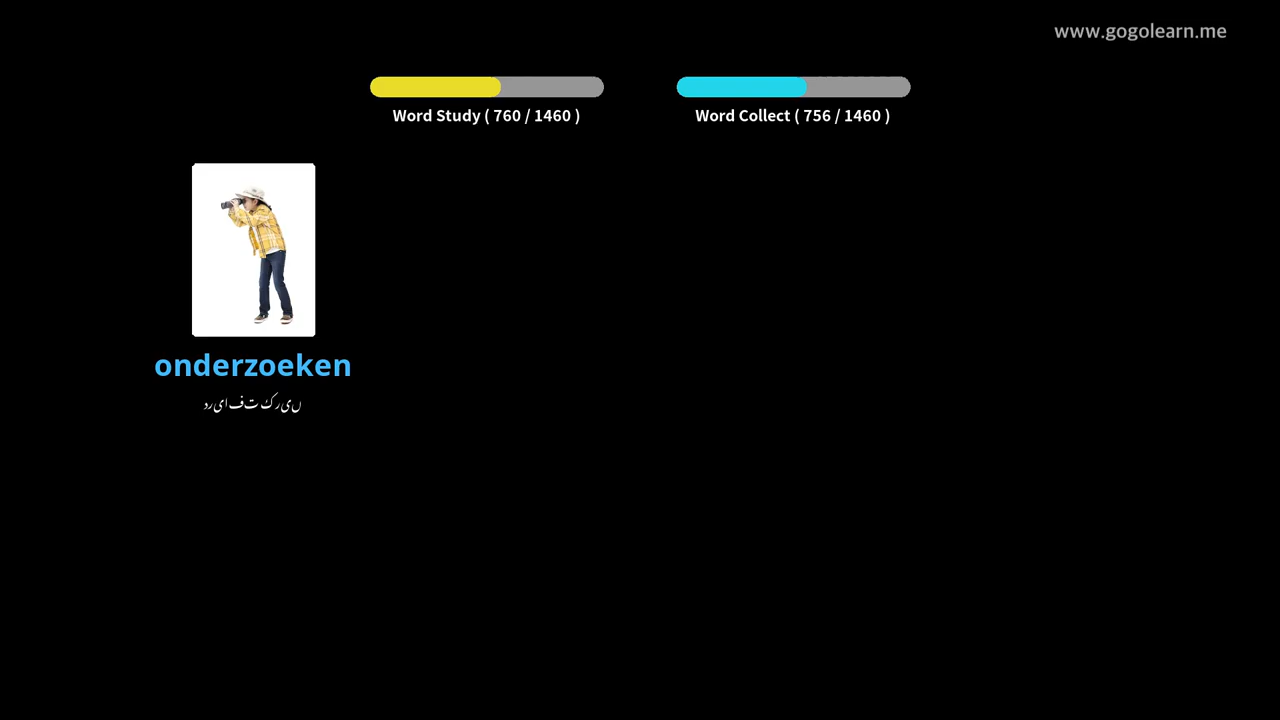 www.gogolearn.me
Word Study ( 760 / 1460 )
Word Collect ( 756 / 1460 )
onderzoeken
دریافت کریں